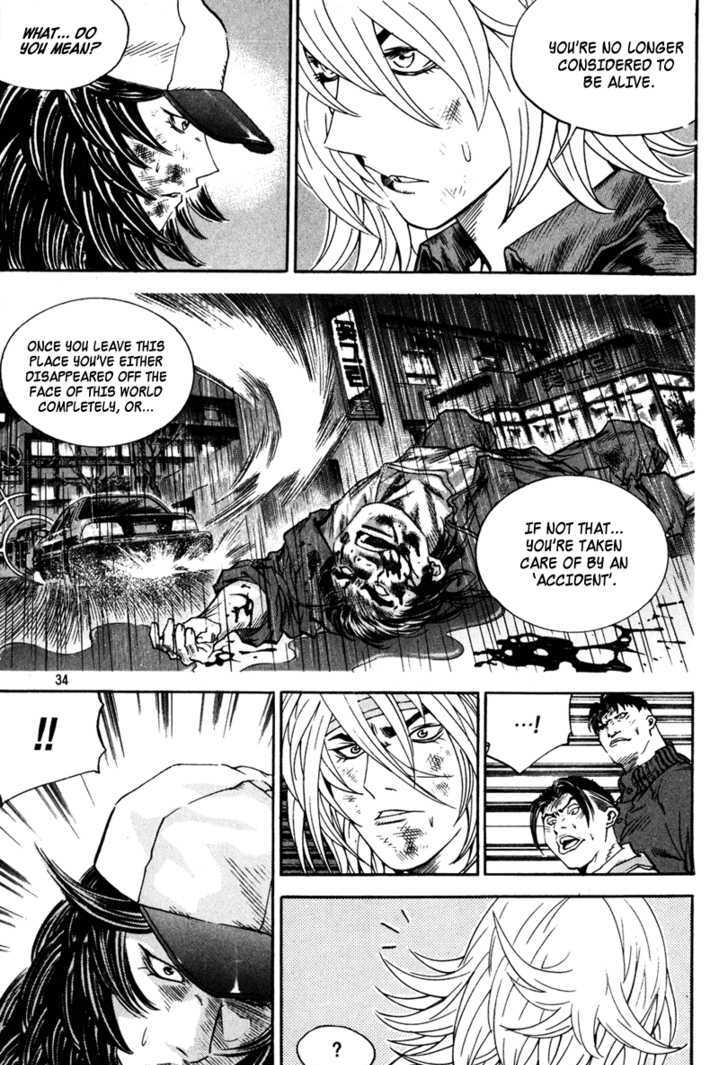 WHAT... DO
YOU MEAN?
YOU'RE NO LONGER
CONSIDERED TO
BE ALIVE.
ONCE YOU LEAVE THIS
PLACE YOU'VE EITHER
DISAPPEARED OFF THE
FACE OF THIS WORLD
COMPLETELY, OR...
IF NOT THAT...
YOU'RE TAKEN
CARE OF BY AN
'ACCIDENT'.
34
!!
...!
?